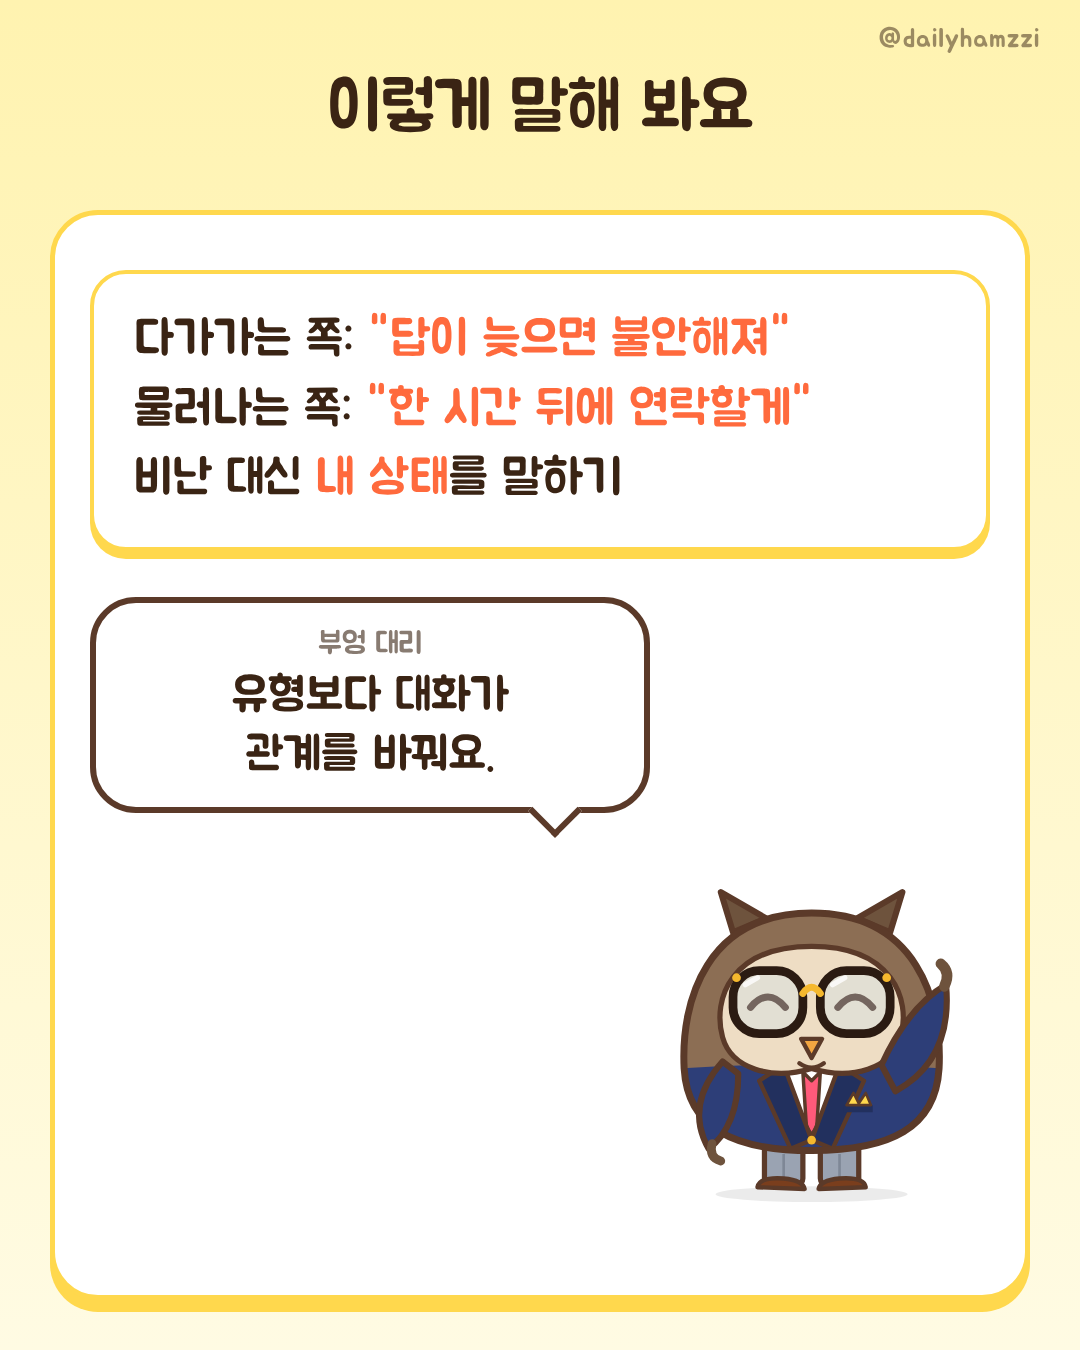 @dailyhamzzi
이렇게 말해 봐요
다가가는 쪽: "답이 늦으면 불안해져"
물러나는 쪽: "한 시간 뒤에 연락할게"
비난 대신 내 상태를 말하기
부엉 대리
유형보다 대화가
관계를 바꿔요.